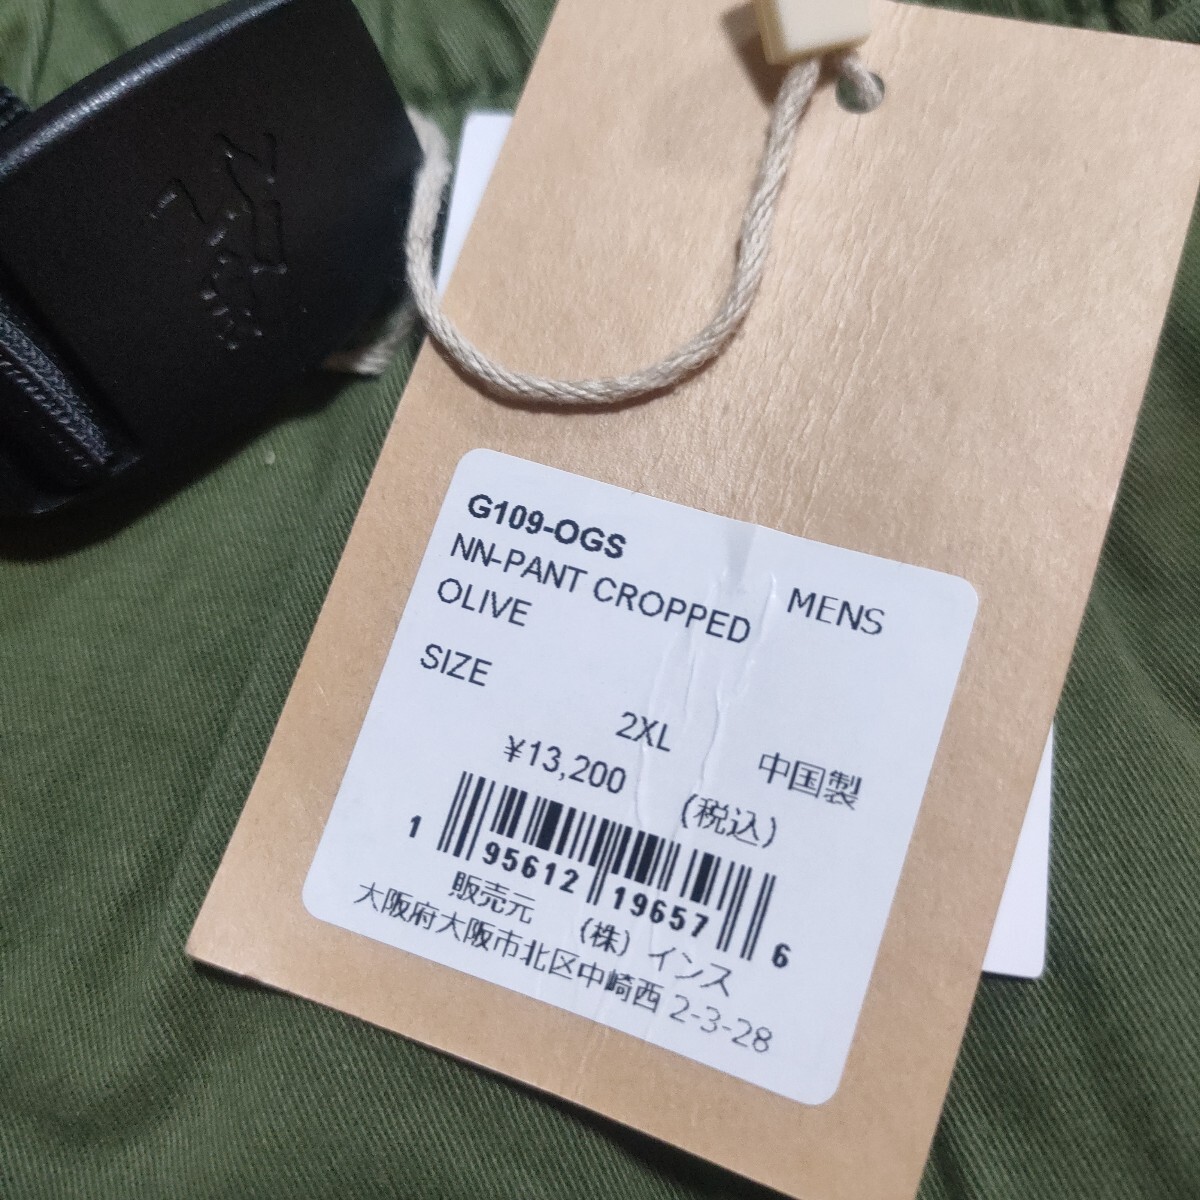 G109-OGS
NN-PANT CROPPED MENS
OLIVE
SIZE
2XL
¥13,200 中国製
(税込)
1 95612 19657 6
販売元 (株) インス
大阪府大阪市北区中崎西 2-3-28